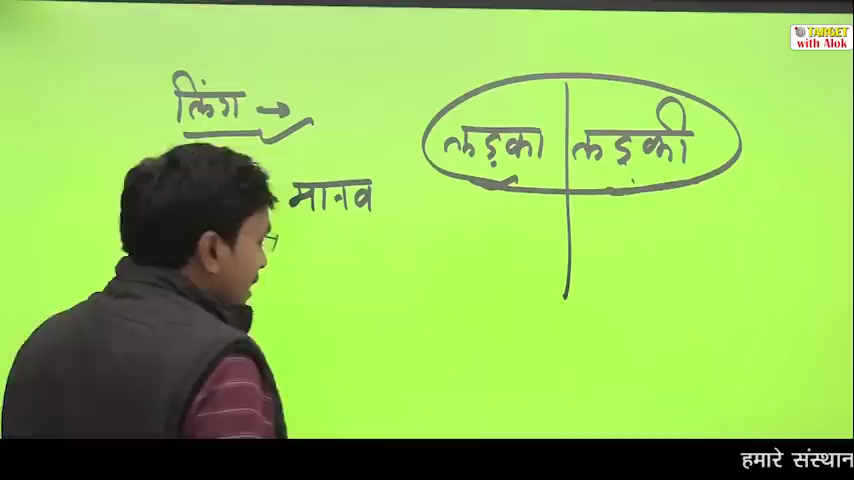 TARGET
with Alok
लिंग →
लड़का | लड़की
मानव
हमारे संस्थान